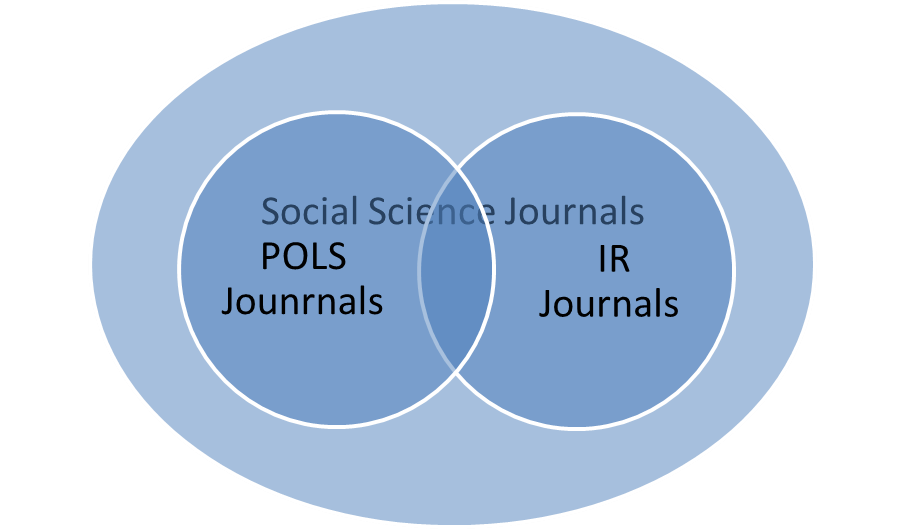 Social Science Journals
POLS
Jounrnals
IR
Journals